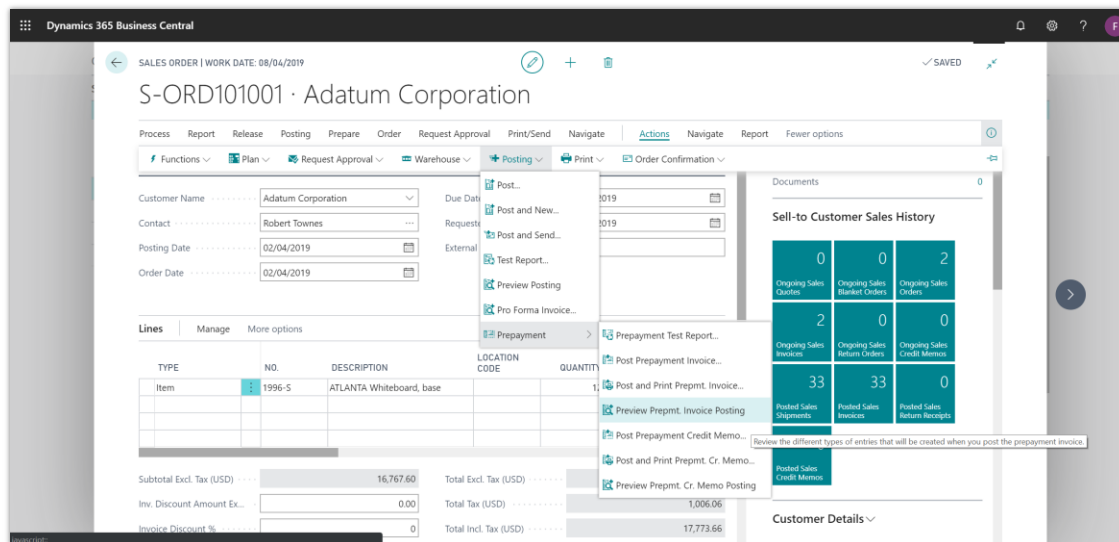 Dynamics 365 Business Central
?
F
SALES ORDER | WORK DATE: 08/04/2019
SAVED
S-ORD101001 · Adatum Corporation
Process Report Release Posting Prepare Order Request Approval Print/Send Navigate Actions Navigate Report Fewer options
Functions Plan Request Approval Warehouse Posting Print Order Confirmation
Customer Name Adatum Corporation
Contact Robert Townes
Posting Date 02/04/2019
Order Date 02/04/2019
Due Dat 2019
Requeste 2019
External
Post...
Post and New...
Post and Send...
Test Report...
Preview Posting
Pro Forma Invoice...
Prepayment
Prepayment Test Report...
Post Prepayment Invoice...
Post and Print Prepmt. Invoice...
Preview Prepmt. Invoice Posting
Post Prepayment Credit Memo...
Post and Print Prepmt. Cr. Memo...
Preview Prepmt. Cr. Memo Posting
Review the different types of entries that will be created when you post the prepayment invoice.
Lines Manage More options
TYPE NO. DESCRIPTION LOCATION CODE QUANTITY
Item 1996-S ATLANTA Whiteboard, base
Subtotal Excl. Tax (USD) 16,767.60
Inv. Discount Amount Ex... 0.00
Invoice Discount % 0
Total Excl. Tax (USD)
Total Tax (USD) 1,006.06
Total Incl. Tax (USD) 17,773.66
Documents 0
Sell-to Customer Sales History
0 Ongoing Sales Quotes
0 Ongoing Sales Blanket Orders
2 Ongoing Sales Orders
2 Ongoing Sales Invoices
0 Ongoing Sales Return Orders
0 Ongoing Sales Credit Memos
33 Posted Sales Shipments
33 Posted Sales Invoices
0 Posted Sales Return Receipts
Posted Sales Credit Memos
Customer Details
javascript: